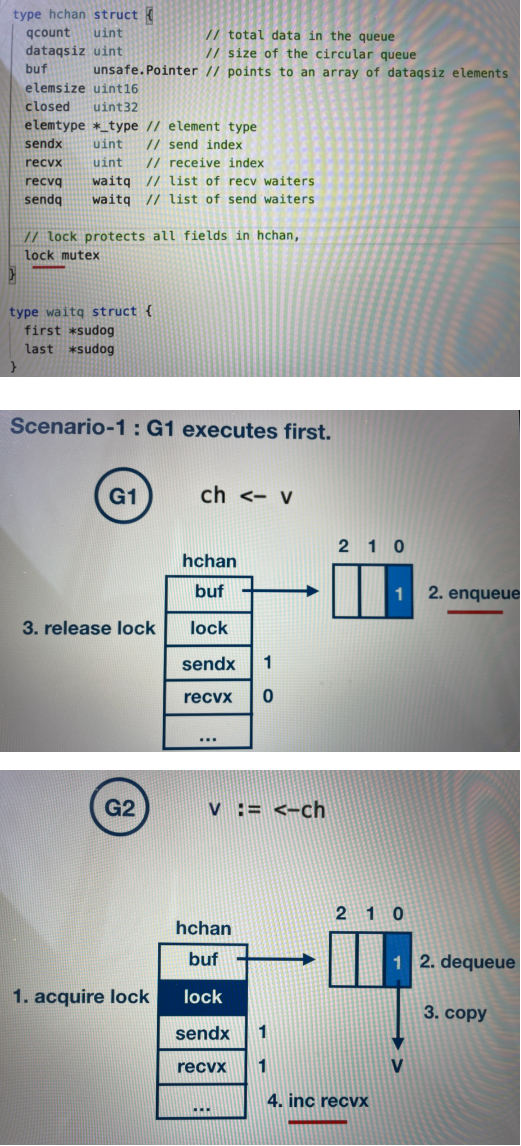 type hchan struct {
qcount uint // total data in the queue
dataqsiz uint // size of the circular queue
buf unsafe.Pointer // points to an array of dataqsiz elements
elemsize uint16
closed uint32
elemtype *_type // element type
sendx uint // send index
recvx uint // receive index
recvq waitq // list of recv waiters
sendq waitq // list of send waiters
// lock protects all fields in hchan,
lock mutex
}
type waitq struct {
first *sudog
last *sudog
}
Scenario-1 : G1 executes first.
G1 ch <- v
2 1 0
hchan
buf 1 2. enqueue
3. release lock lock
sendx 1
recvx 0
...
G2 v := <-ch
2 1 0
hchan
buf 1 2. dequeue
1. acquire lock lock
3. copy
sendx 1
recvx 1 v
... 4. inc recvx